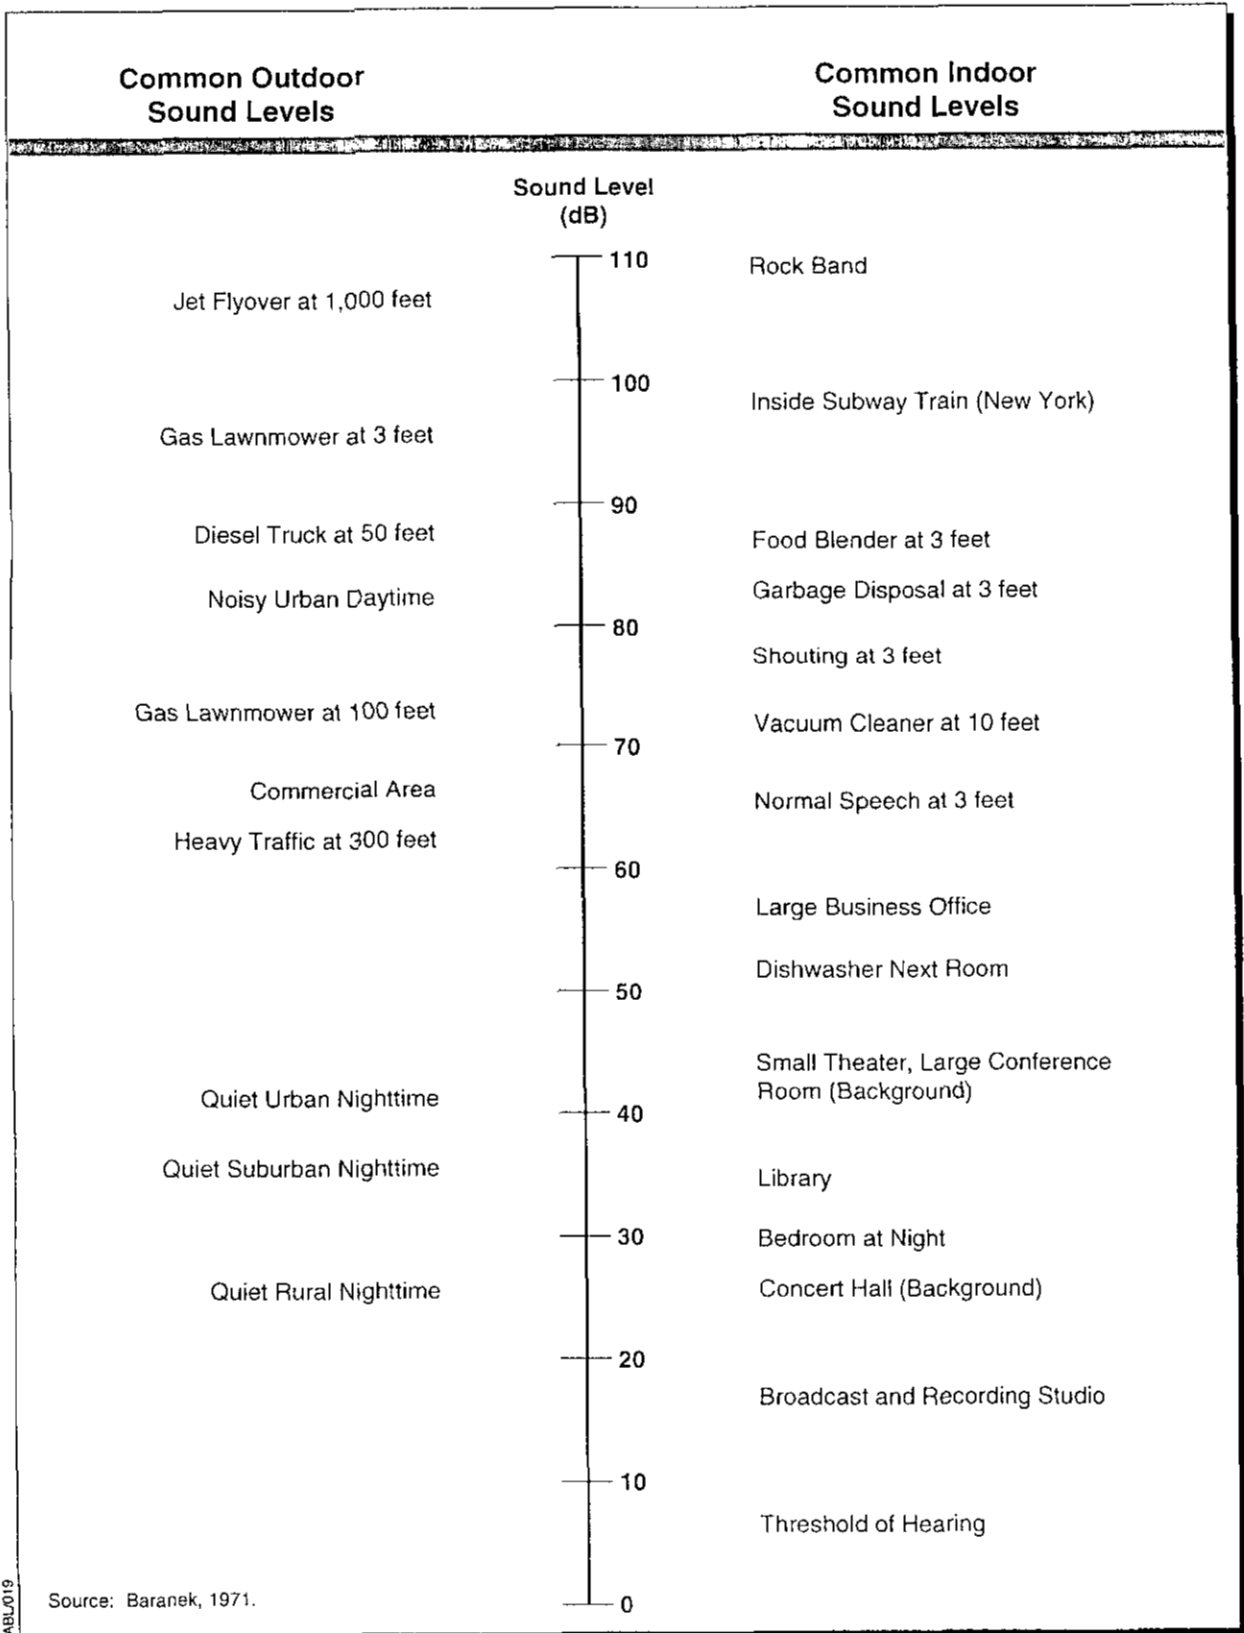 Common Outdoor
Sound Levels
Common Indoor
Sound Levels
Sound Level
(dB)
110
Rock Band
Jet Flyover at 1,000 feet
100
Inside Subway Train (New York)
Gas Lawnmower at 3 feet
90
Diesel Truck at 50 feet
Food Blender at 3 feet
Garbage Disposal at 3 feet
Noisy Urban Daytime
80
Shouting at 3 feet
Gas Lawnmower at 100 feet
Vacuum Cleaner at 10 feet
70
Commercial Area
Normal Speech at 3 feet
Heavy Traffic at 300 feet
60
Large Business Office
Dishwasher Next Room
50
Small Theater, Large Conference
Room (Background)
Quiet Urban Nighttime
40
Quiet Suburban Nighttime
Library
30
Bedroom at Night
Quiet Rural Nighttime
Concert Hall (Background)
20
Broadcast and Recording Studio
10
Threshold of Hearing
0
Source: Baranek, 1971.
ABL/019